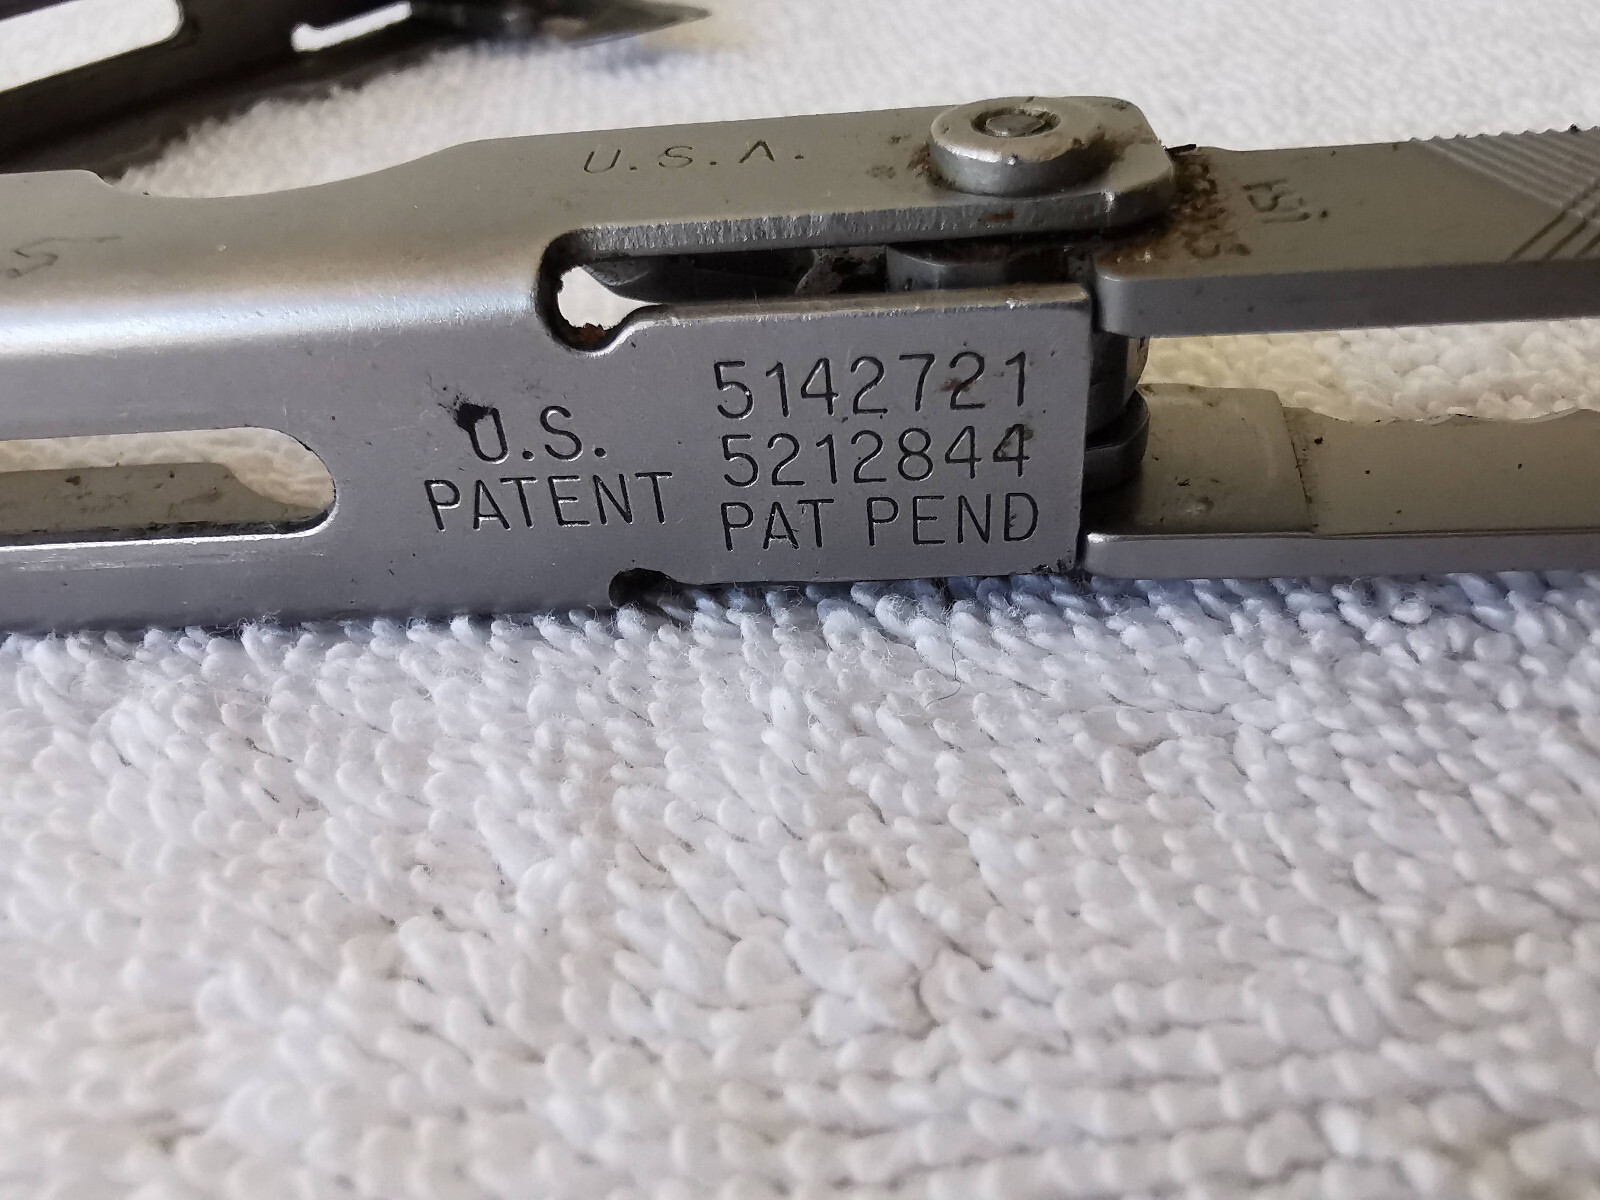 U.S.A.
U.S.
PATENT
5142721
5212844
PAT PEND